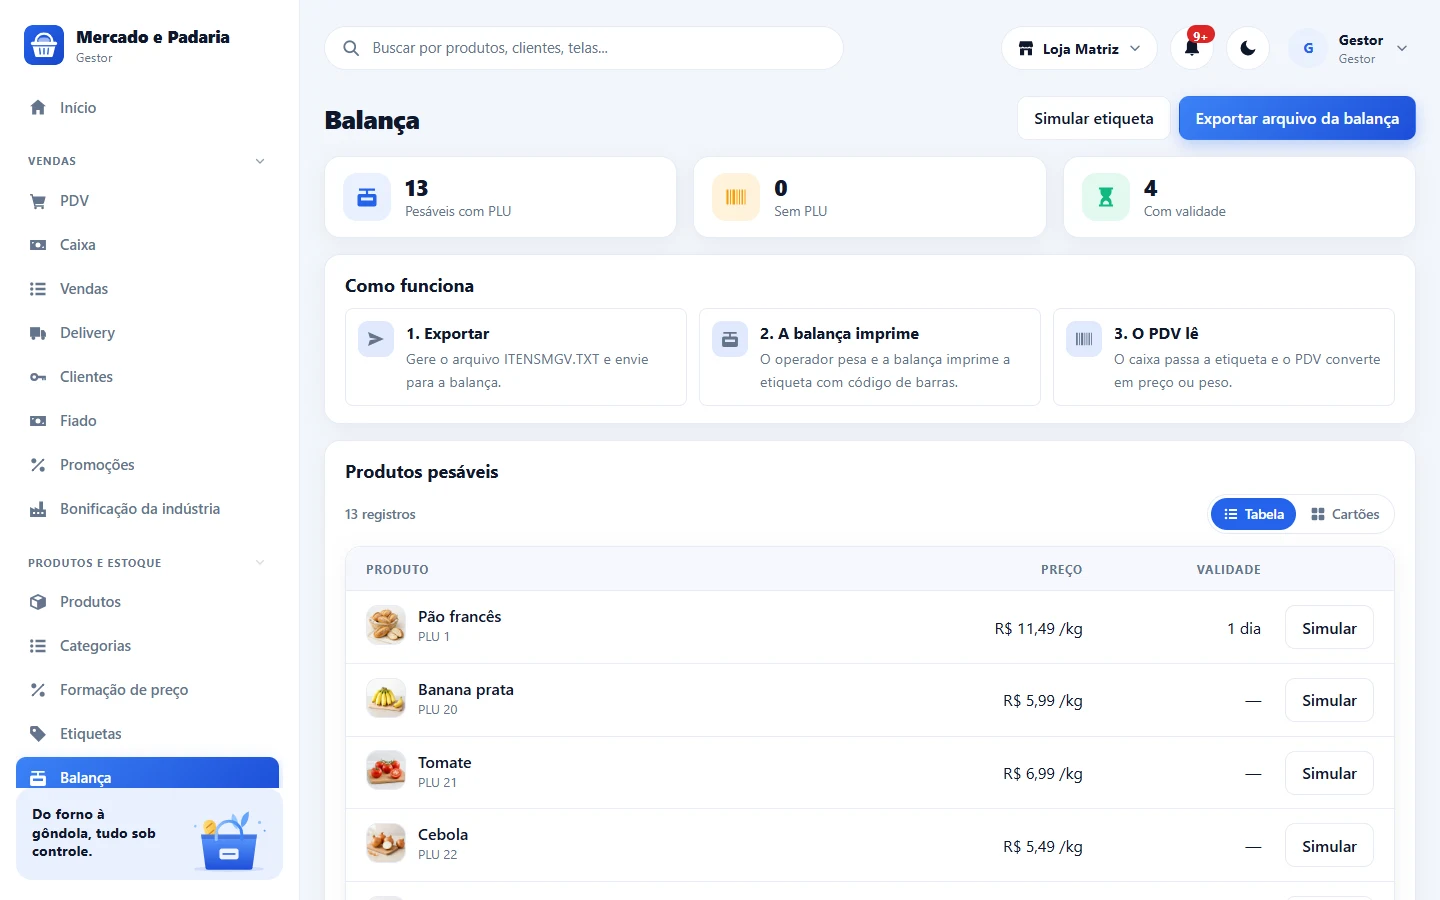 Mercado e Padaria
Gestor
Início
VENDAS
PDV
Caixa
Vendas
Delivery
Clientes
Fiado
Promoções
Bonificação da indústria
PRODUTOS E ESTOQUE
Produtos
Categorias
Formação de preço
Etiquetas
Balança
Do forno à
gôndola, tudo sob
controle.
Buscar por produtos, clientes, telas...
Loja Matriz
9+
G
Gestor
Gestor
Balança
Simular etiqueta
Exportar arquivo da balança
13
Pesáveis com PLU
0
Sem PLU
4
Com validade
Como funciona
1. Exportar
Gere o arquivo ITENSMGV.TXT e envie
para a balança.
2. A balança imprime
O operador pesa e a balança imprime a
etiqueta com código de barras.
3. O PDV lê
O caixa passa a etiqueta e o PDV converte
em preço ou peso.
Produtos pesáveis
13 registros
Tabela
Cartões
PRODUTO PREÇO VALIDADE
Pão francês
PLU 1
R$ 11,49 /kg
1 dia
Simular
Banana prata
PLU 20
R$ 5,99 /kg
—
Simular
Tomate
PLU 21
R$ 6,99 /kg
—
Simular
Cebola
PLU 22
R$ 5,49 /kg
—
Simular